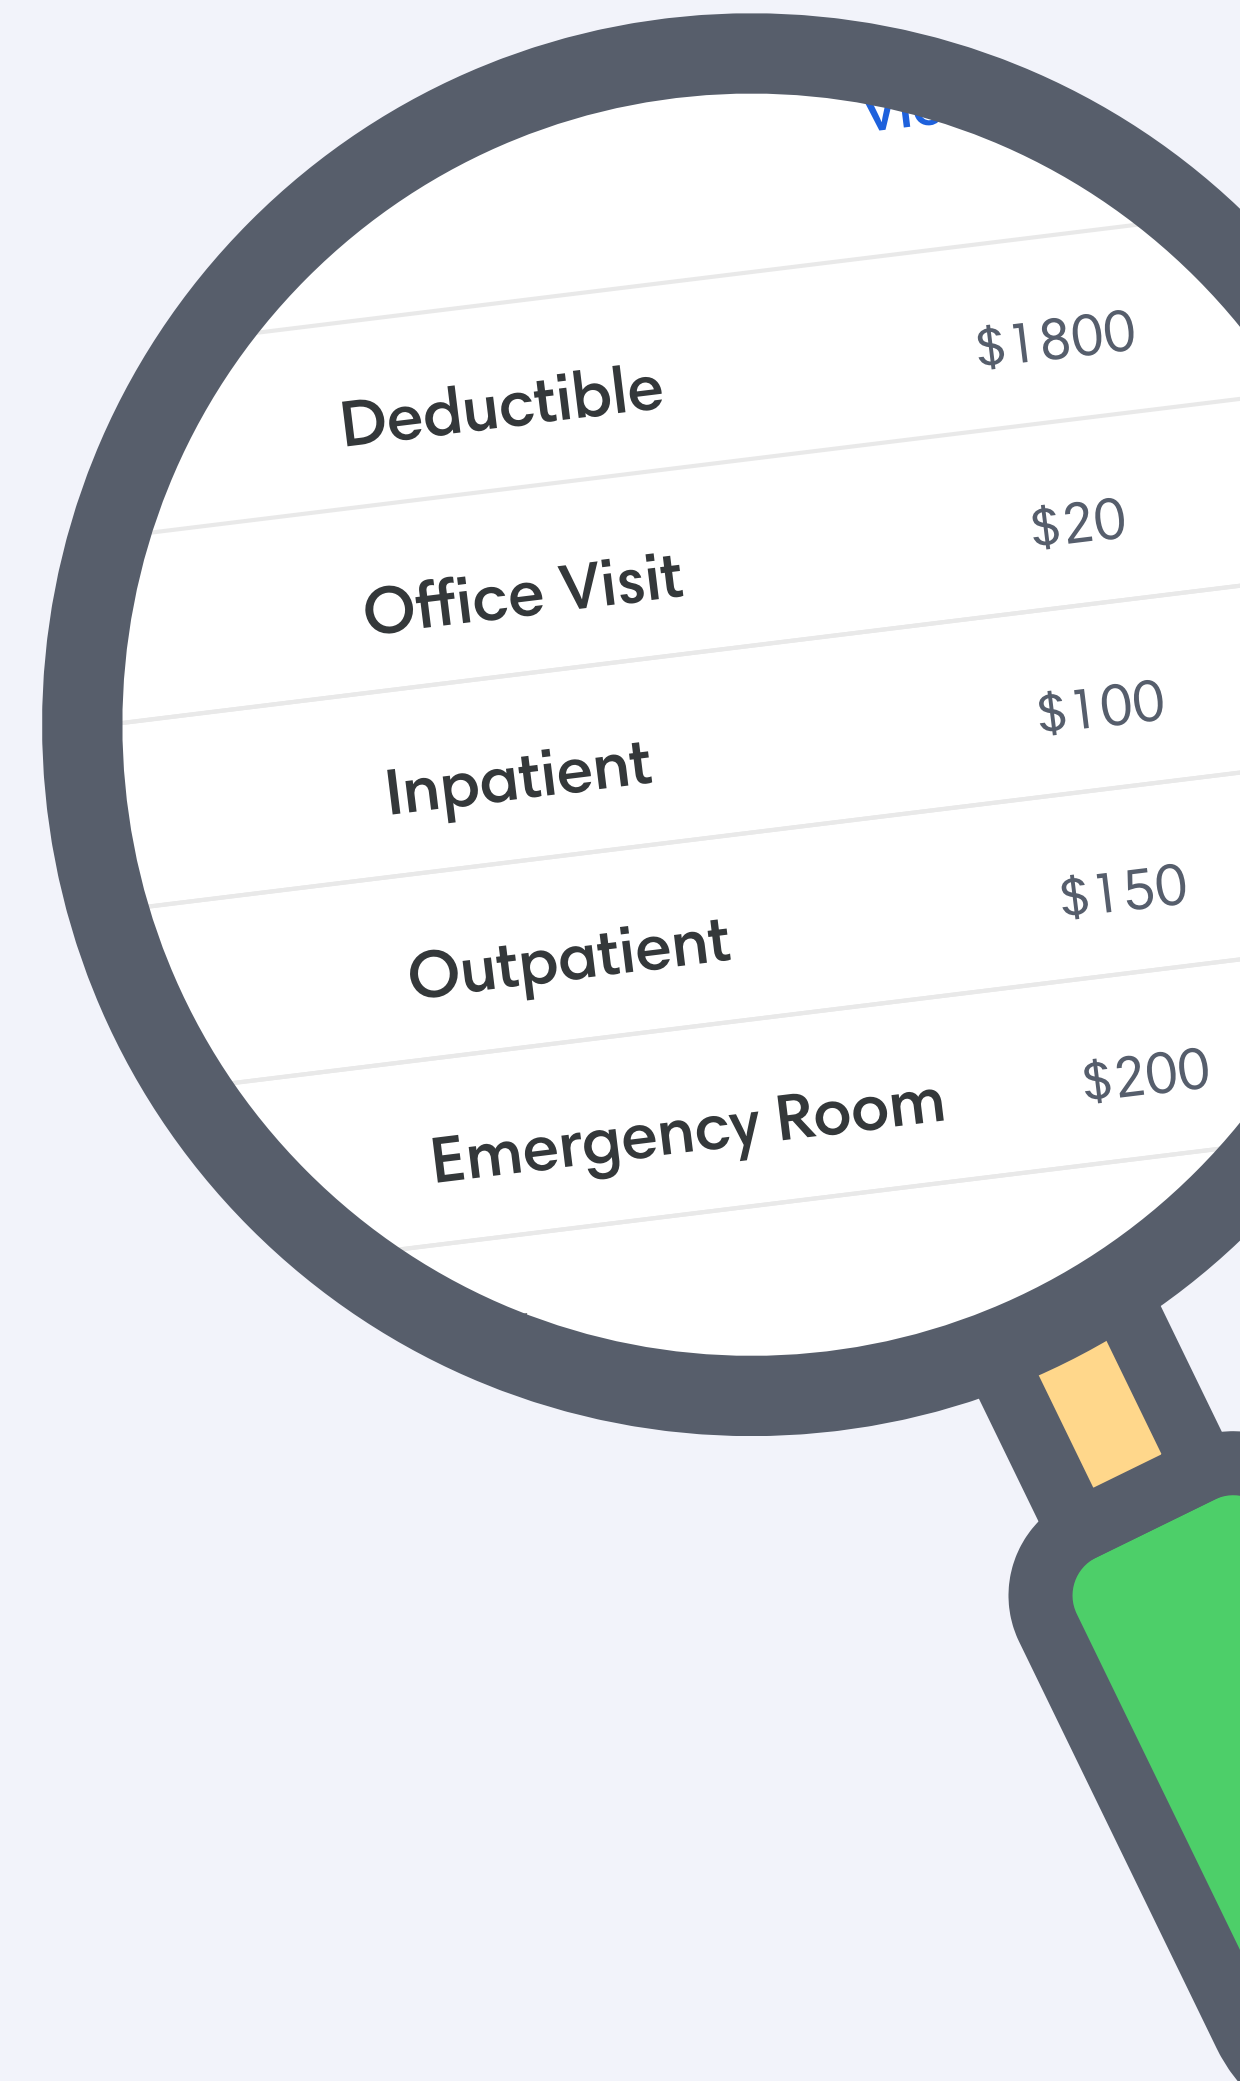 Deductible $1800
Office Visit $20
Inpatient $100
Outpatient $150
Emergency Room $200